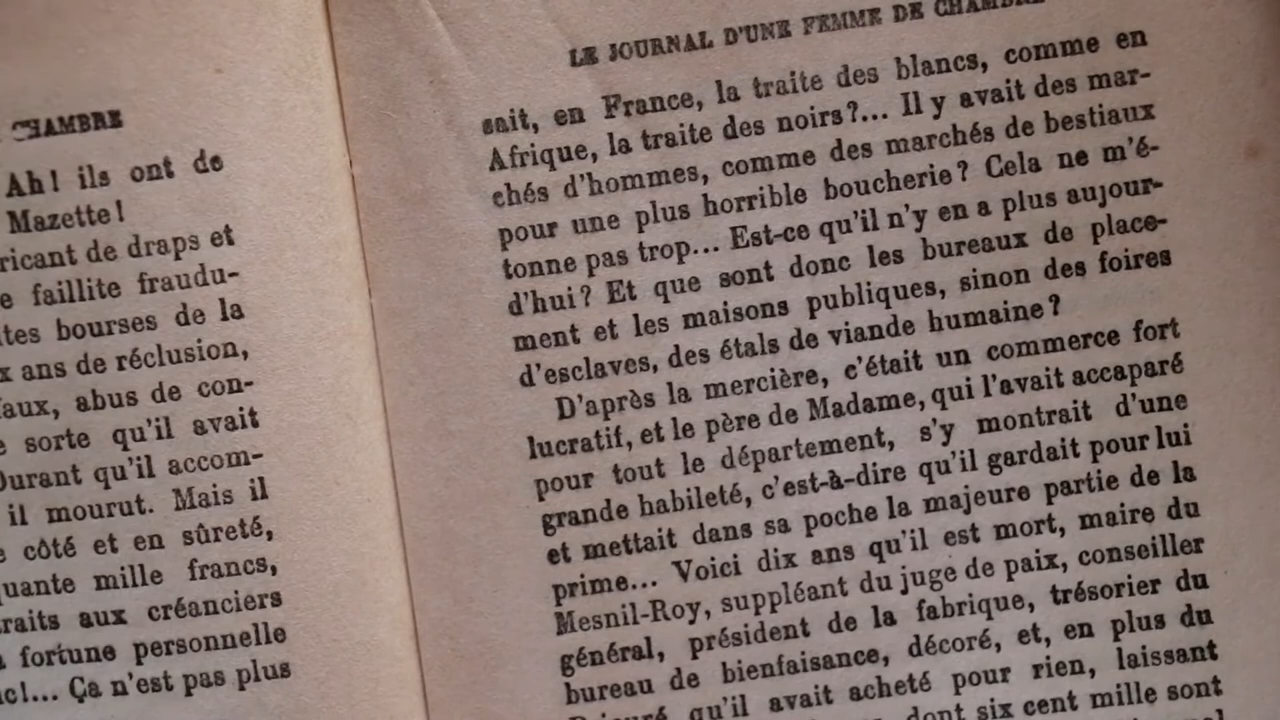 CHAMBRE
Ah! ils ont de
Mazette!
ricant de draps et
e faillite fraudu-
ites bourses de la
x ans de réclusion,
faux, abus de con-
e sorte qu'il avait
Durant qu'il accom-
il mourut. Mais il
e côté et en sûreté,
quante mille francs,
raits aux créanciers
a fortune personnelle
ic!... Ça n'est pas plus
LE JOURNAL D'UNE FEMME DE CHAMBRE
sait, en France, la traite des blancs, comme en
Afrique, la traite des noirs?... Il y avait des mar-
chés d'hommes, comme des marchés de bestiaux
pour une plus horrible boucherie? Cela ne m'é-
tonne pas trop... Est-ce qu'il n'y en a plus aujour-
d'hui? Et que sont donc les bureaux de place-
ment et les maisons publiques, sinon des foires
d'esclaves, des étals de viande humaine?
D'après la mercière, c'était un commerce fort
lucratif, et le père de Madame, qui l'avait accaparé
pour tout le département, s'y montrait d'une
grande habileté, c'est-à-dire qu'il gardait pour lui
et mettait dans sa poche la majeure partie de la
prime... Voici dix ans qu'il est mort, maire du
Mesnil-Roy, suppléant du juge de paix, conseiller
général, président de la fabrique, trésorier du
bureau de bienfaisance, décoré, et, en plus du
qu'il avait acheté pour rien, laissant
dont six cent mille sont